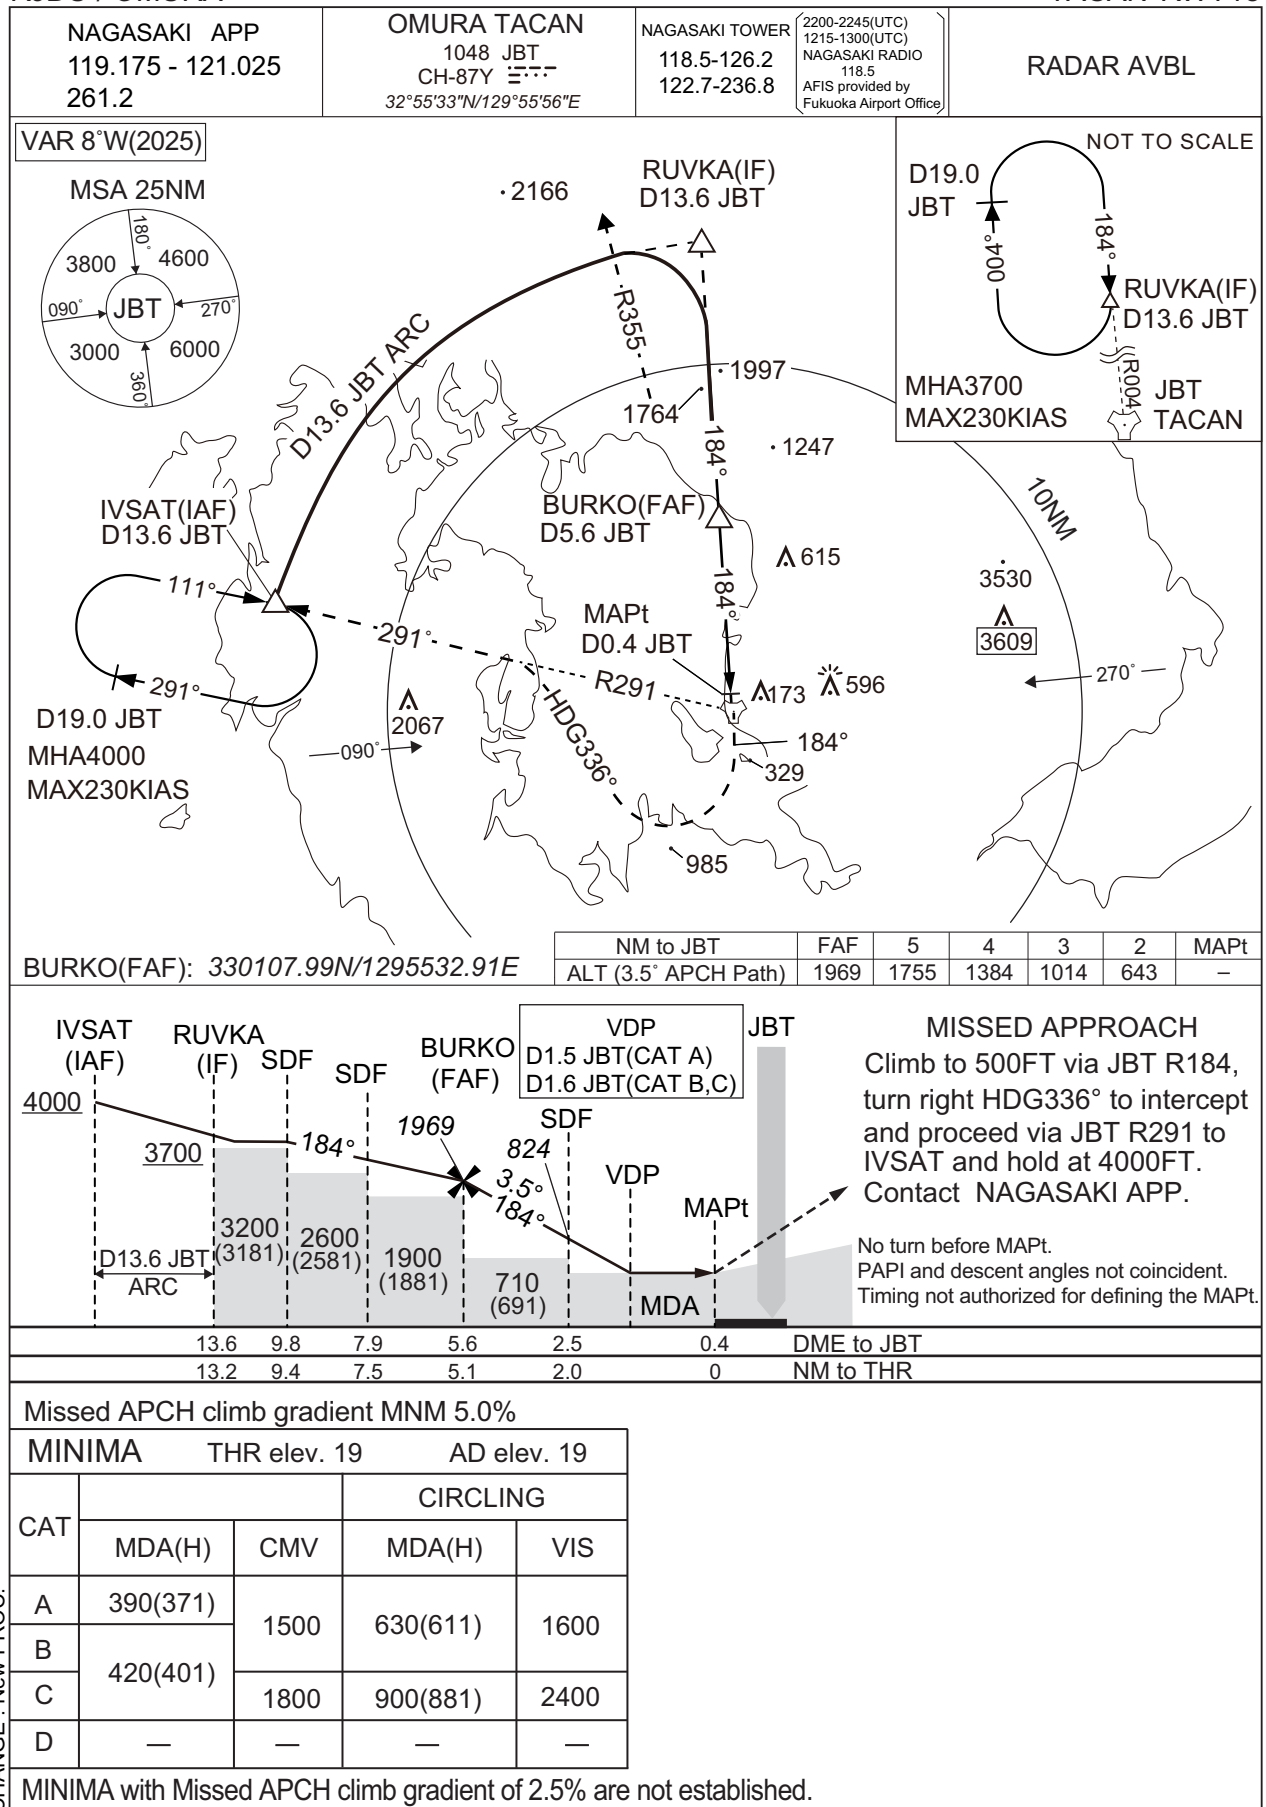 NAGASAKI APP
119.175 - 121.025
261.2
OMURA TACAN
1048 JBT
CH-87Y
32°55'33"N/129°55'56"E
NAGASAKI TOWER
118.5-126.2
122.7-236.8
2200-2245(UTC)
1215-1300(UTC)
NAGASAKI RADIO
118.5
AFIS provided by
Fukuoka Airport Office
RADAR AVBL
VAR 8°W(2025)
MSA 25NM
180°
3800
4600
090°
JBT
270°
3000
6000
360°
2166
RUVKA(IF)
D13.6 JBT
NOT TO SCALE
D19.0
JBT
004°
184°
RUVKA(IF)
D13.6 JBT
R004
JBT
TACAN
MHA3700
MAX230KIAS
R355
D13.6 JBT ARC
1997
1764
184°
1247
10NM
IVSAT(IAF)
D13.6 JBT
BURKO(FAF)
D5.6 JBT
615
3530
3609
111°
184°
MAPt
D0.4 JBT
291°
R291
173
596
270°
291°
HDG336°
D19.0 JBT
MHA4000
MAX230KIAS
2067
090°
184°
329
985
BURKO(FAF): 330107.99N/1295532.91E
NM to JBT FAF 5 4 3 2 MAPt
ALT (3.5° APCH Path) 1969 1755 1384 1014 643 –
IVSAT
(IAF)
RUVKA
(IF)
SDF
SDF
BURKO
(FAF)
VDP
D1.5 JBT(CAT A)
D1.6 JBT(CAT B,C)
JBT
SDF
VDP
MAPt
4000
3700
184°
1969
824
3.5°
184°
3200
(3181)
2600
(2581)
1900
(1881)
710
(691)
MDA
D13.6 JBT
ARC
MISSED APPROACH
Climb to 500FT via JBT R184,
turn right HDG336° to intercept
and proceed via JBT R291 to
IVSAT and hold at 4000FT.
Contact NAGASAKI APP.
No turn before MAPt.
PAPI and descent angles not coincident.
Timing not authorized for defining the MAPt.
13.6 9.8 7.9 5.6 2.5 0.4 DME to JBT
13.2 9.4 7.5 5.1 2.0 0 NM to THR
Missed APCH climb gradient MNM 5.0%
MINIMA THR elev. 19 AD elev. 19
CAT
CIRCLING
MDA(H) CMV MDA(H) VIS
A 390(371) 1500 630(611) 1600
B 420(401)
C 1800 900(881) 2400
D — — — —
MINIMA with Missed APCH climb gradient of 2.5% are not established.